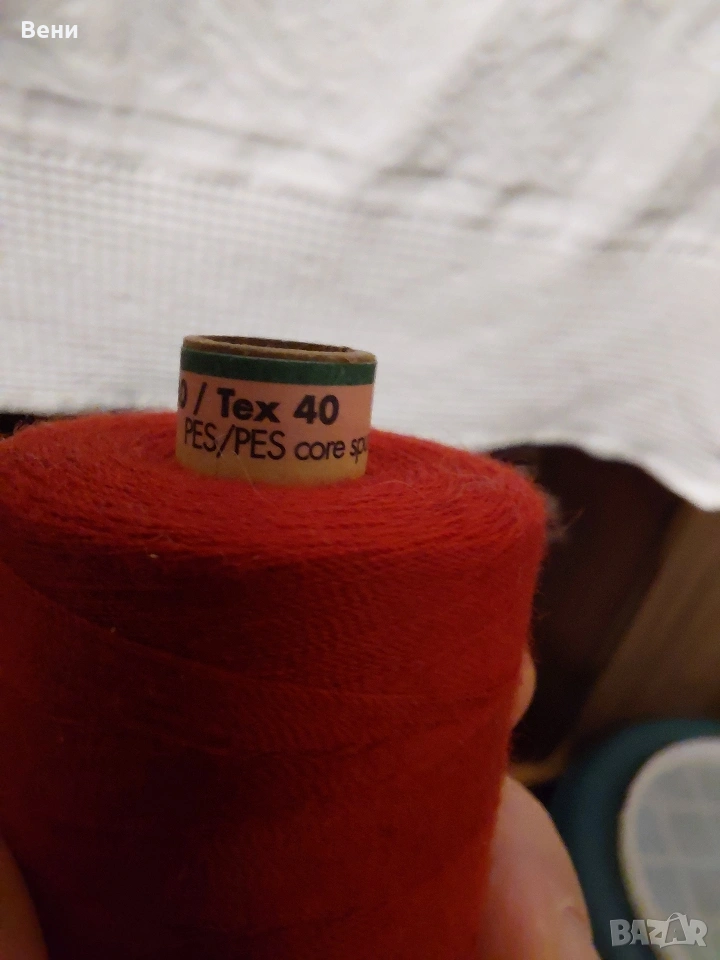 Вени
/ Tex 40
PES/PES core
BAZAR